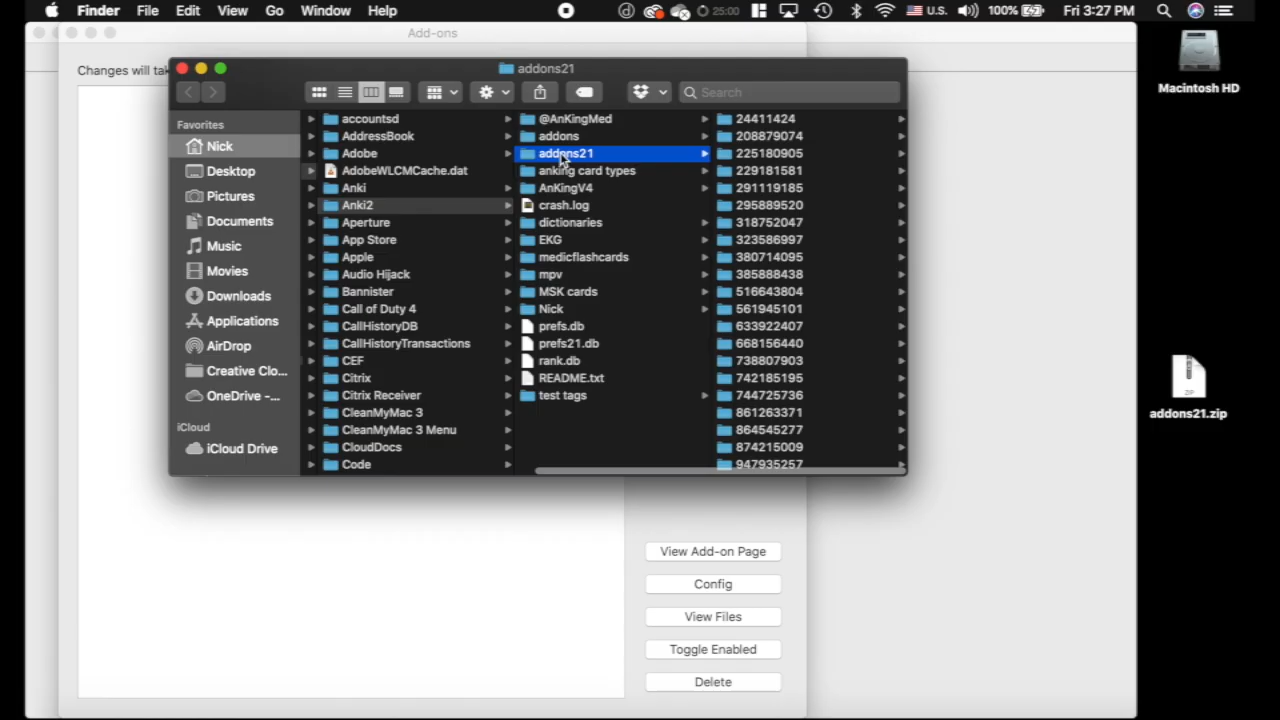 Finder File Edit View Go Window Help 25:00 U.S. 100% Fri 3:27 PM
Add-ons
Changes will tak
addons21
Search
Favorites
Nick
Desktop
Pictures
Documents
Music
Movies
Downloads
Applications
AirDrop
Creative Clo...
OneDrive -...
iCloud
iCloud Drive
accountsd
AddressBook
Adobe
AdobeWLCMCache.dat
Anki
Anki2
Aperture
App Store
Apple
Audio Hijack
Bannister
Call of Duty 4
CallHistoryDB
CallHistoryTransactions
CEF
Citrix
Citrix Receiver
CleanMyMac 3
CleanMyMac 3 Menu
CloudDocs
Code
@AnKingMed
addons
addons21
anking card types
AnKingV4
crash.log
dictionaries
EKG
medicflashcards
mpv
MSK cards
Nick
prefs.db
prefs21.db
rank.db
README.txt
test tags
24411424
208879074
225180905
229181581
291119185
295889520
318752047
323586997
380714095
385888438
516643804
561945101
633922407
668156440
738807903
742185195
744725736
861263371
864545277
874215009
947935257
View Add-on Page
Config
View Files
Toggle Enabled
Delete
Macintosh HD
ZIP
addons21.zip